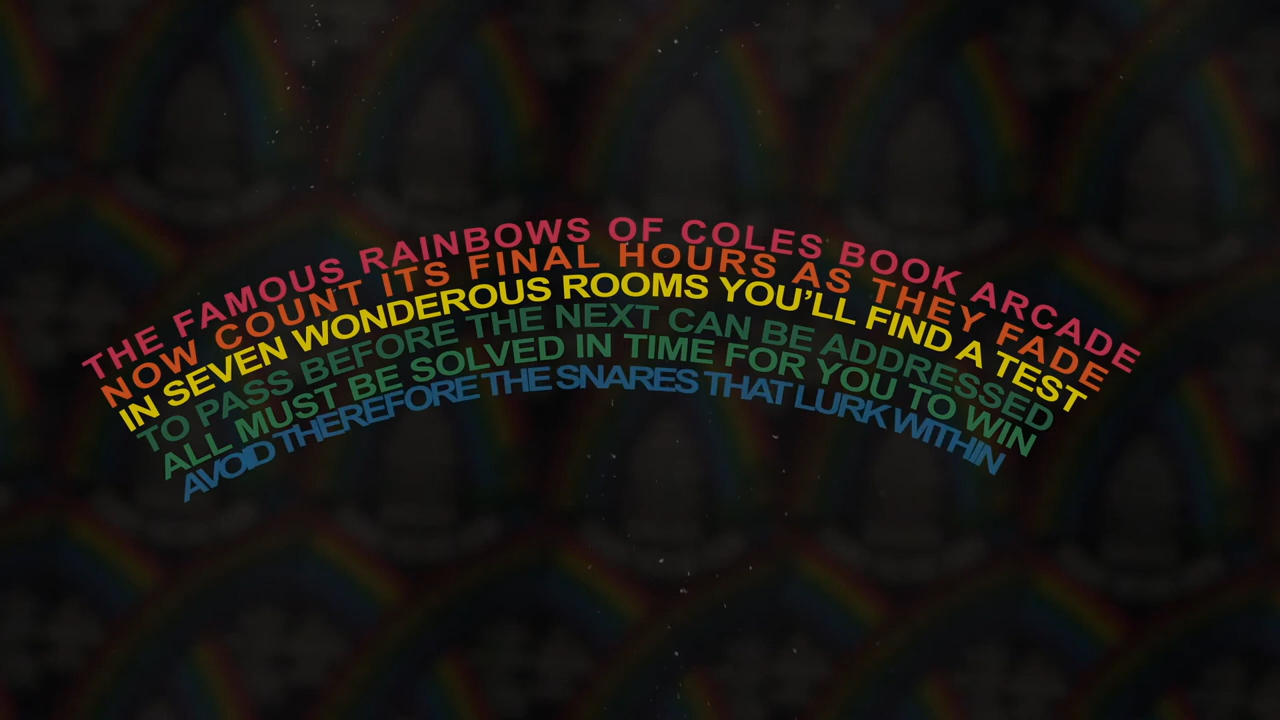 THE FAMOUS RAINBOWS OF COLES BOOK ARCADE
NOW COUNT ITS FINAL HOURS AS THEY FADE
IN SEVEN WONDEROUS ROOMS YOU'LL FIND A TEST
TO PASS BEFORE THE NEXT CAN BE ADDRESSED
ALL MUST BE SOLVED IN TIME FOR YOU TO WIN
AVOID THEREFORE THE SNARES THAT LURK WITHIN